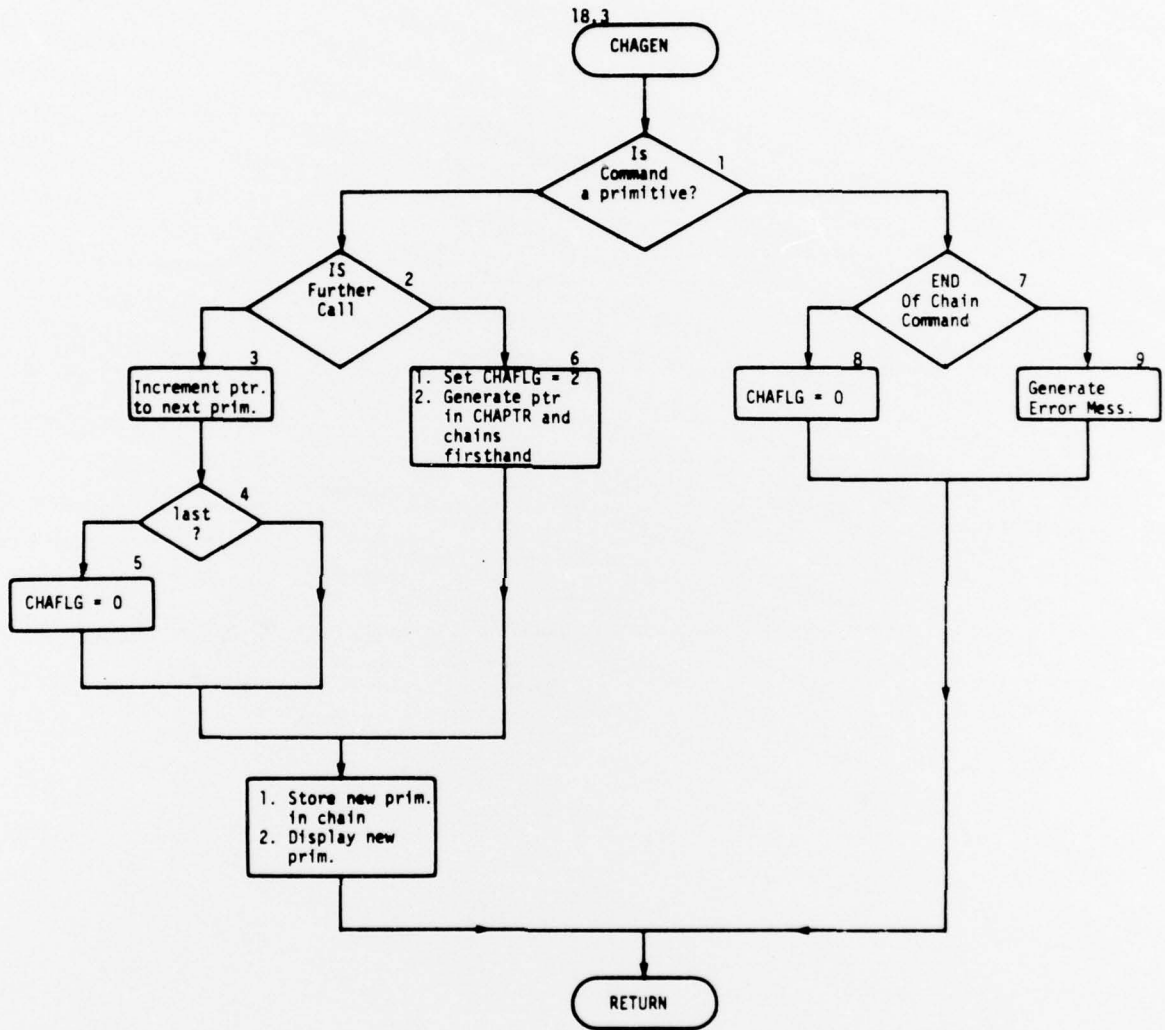 18.3
CHAGEN
Is
Command
a primitive?
1
IS
Further
Call
2
END
Of Chain
Command
7
3
Increment ptr.
to next prim.
6
1. Set CHAFLG = 2
2. Generate ptr
in CHAPTR and
chains
firsthand
8
CHAFLG = 0
9
Generate
Error Mess.
last
?
4
5
CHAFLG = 0
1. Store new prim.
in chain
2. Display new
prim.
RETURN